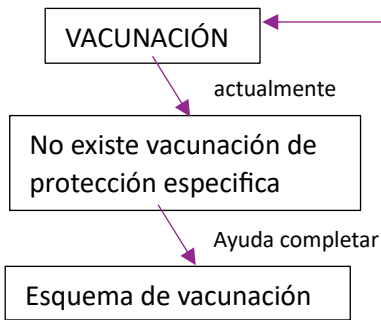 VACUNACIÓN
actualmente
No existe vacunación de
protección especifica
Ayuda completar
Esquema de vacunación